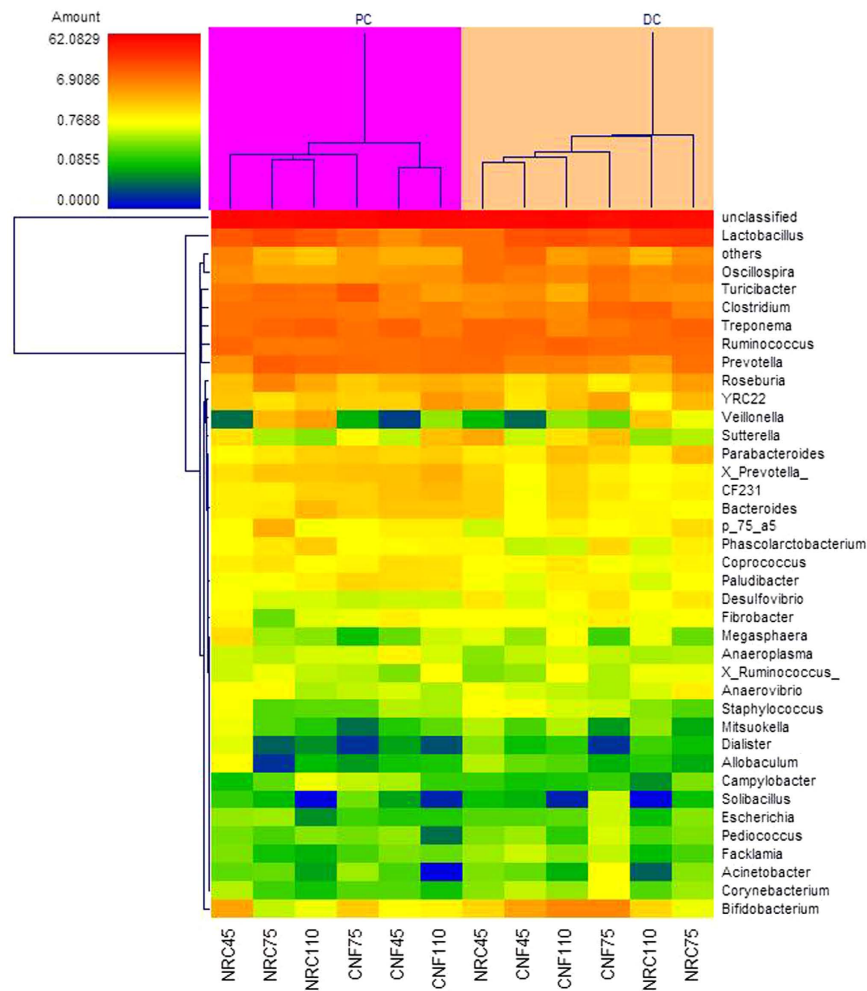 Amount
62.0829
6.9086
0.7688
0.0855
0.0000
PC
DC
unclassified
Lactobacillus
others
Oscillospira
Turicibacter
Clostridium
Treponema
Ruminococcus
Prevotella
Roseburia
YRC22
Veillonella
Sutterella
Parabacteroides
X_Prevotella_
CF231
Bacteroides
p_75_a5
Phascolarctobacterium
Coprococcus
Paludibacter
Desulfovibrio
Fibrobacter
Megasphaera
Anaeroplasma
X_Ruminococcus_
Anaerovibrio
Staphylococcus
Mitsuokella
Dialister
Allobaculum
Campylobacter
Solibacillus
Escherichia
Pediococcus
Facklamia
Acinetobacter
Corynebacterium
Bifidobacterium
NRC45
NRC75
NRC110
CNF75
CNF45
CNF110
NRC45
CNF45
CNF110
CNF75
NRC110
NRC75